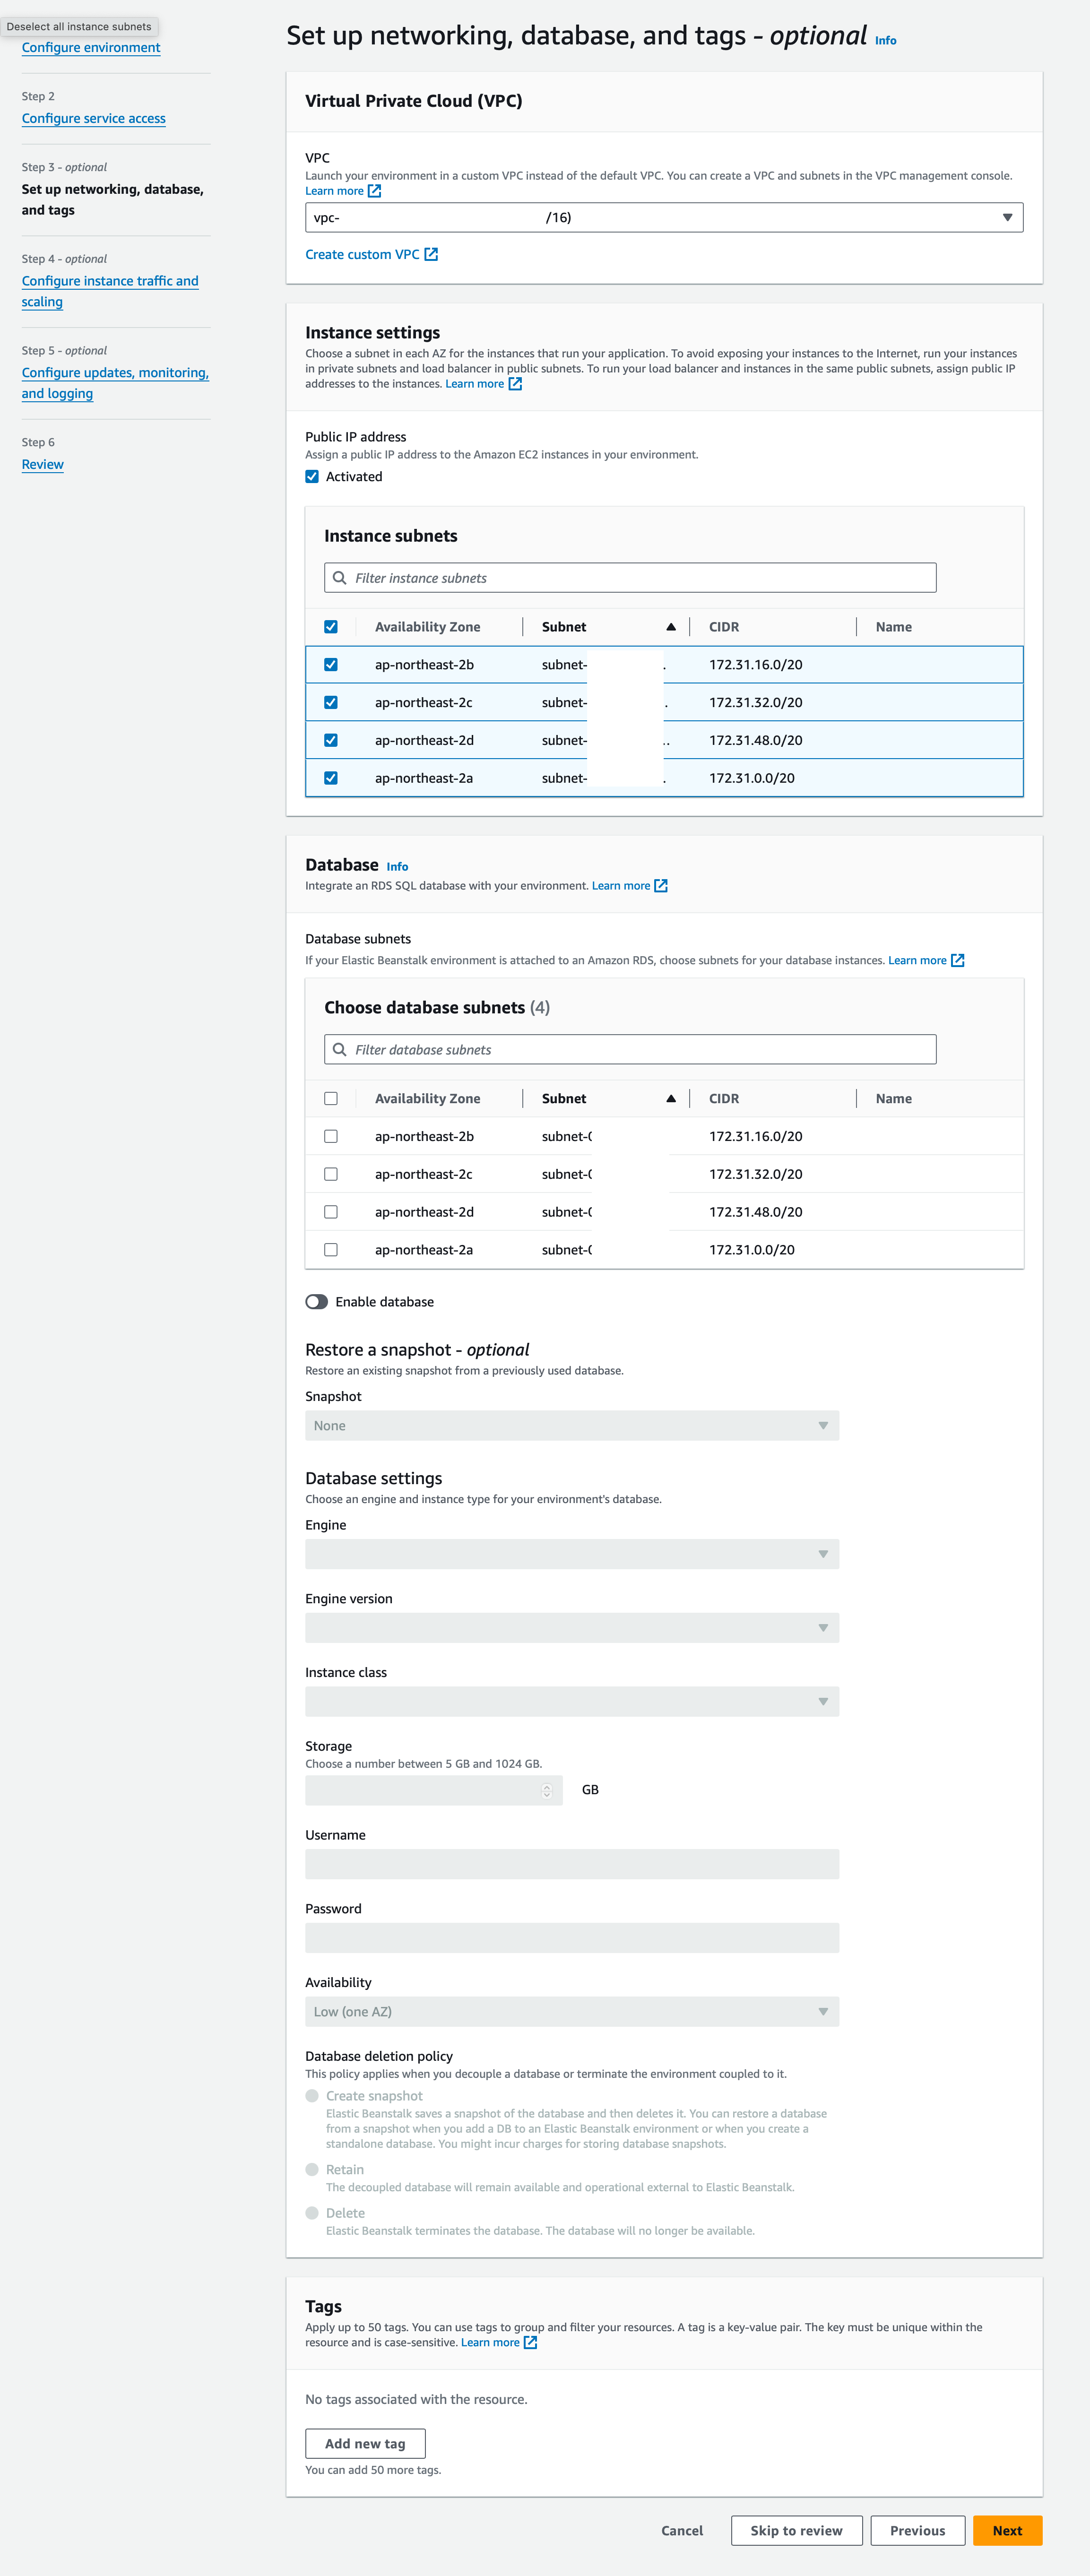 Deselect all instance subnets
Configure environment
Step 2
Configure service access
Step 3 - optional
Set up networking, database,
and tags
Step 4 - optional
Configure instance traffic and
scaling
Step 5 - optional
Configure updates, monitoring,
and logging
Step 6
Review
Set up networking, database, and tags - optional Info
Virtual Private Cloud (VPC)
VPC
Launch your environment in a custom VPC instead of the default VPC. You can create a VPC and subnets in the VPC management console.
Learn more
vpc- /16)
Create custom VPC
Instance settings
Choose a subnet in each AZ for the instances that run your application. To avoid exposing your instances to the Internet, run your instances
in private subnets and load balancer in public subnets. To run your load balancer and instances in the same public subnets, assign public IP
addresses to the instances. Learn more
Public IP address
Assign a public IP address to the Amazon EC2 instances in your environment.
Activated
Instance subnets
Filter instance subnets
Availability Zone Subnet CIDR Name
ap-northeast-2b subnet- . 172.31.16.0/20
ap-northeast-2c subnet- . 172.31.32.0/20
ap-northeast-2d subnet- .. 172.31.48.0/20
ap-northeast-2a subnet- . 172.31.0.0/20
Database Info
Integrate an RDS SQL database with your environment. Learn more
Database subnets
If your Elastic Beanstalk environment is attached to an Amazon RDS, choose subnets for your database instances. Learn more
Choose database subnets (4)
Filter database subnets
Availability Zone Subnet CIDR Name
ap-northeast-2b subnet-0 172.31.16.0/20
ap-northeast-2c subnet-0 172.31.32.0/20
ap-northeast-2d subnet-0 172.31.48.0/20
ap-northeast-2a subnet-0 172.31.0.0/20
Enable database
Restore a snapshot - optional
Restore an existing snapshot from a previously used database.
Snapshot
None
Database settings
Choose an engine and instance type for your environment's database.
Engine
Engine version
Instance class
Storage
Choose a number between 5 GB and 1024 GB.
GB
Username
Password
Availability
Low (one AZ)
Database deletion policy
This policy applies when you decouple a database or terminate the environment coupled to it.
Create snapshot
Elastic Beanstalk saves a snapshot of the database and then deletes it. You can restore a database
from a snapshot when you add a DB to an Elastic Beanstalk environment or when you create a
standalone database. You might incur charges for storing database snapshots.
Retain
The decoupled database will remain available and operational external to Elastic Beanstalk.
Delete
Elastic Beanstalk terminates the database. The database will no longer be available.
Tags
Apply up to 50 tags. You can use tags to group and filter your resources. A tag is a key-value pair. The key must be unique within the
resource and is case-sensitive. Learn more
No tags associated with the resource.
Add new tag
You can add 50 more tags.
Cancel Skip to review Previous Next